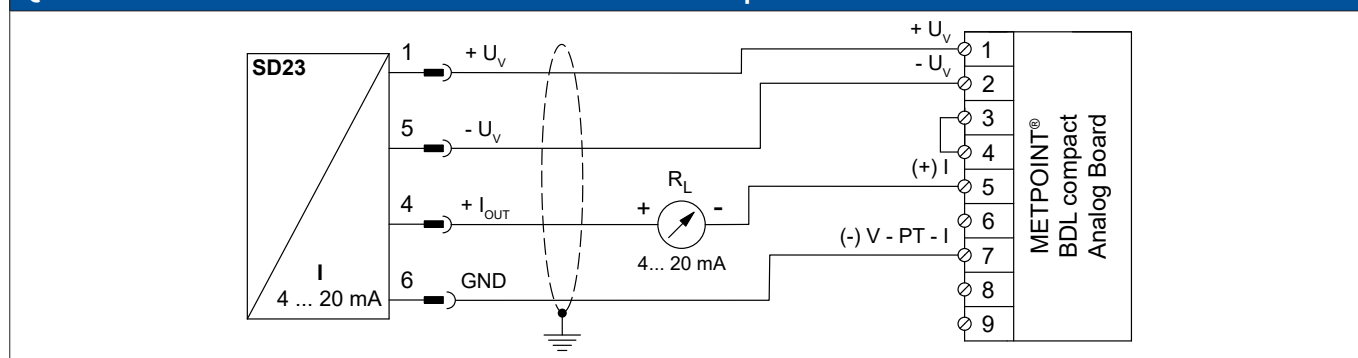 SD23
1
+ U_V
5
- U_V
4
+ I_OUT
6
GND
I
4 ... 20 mA
R_L
+
-
4... 20 mA
+ U_V
- U_V
(+) I
(-) V - PT - I
1
2
3
4
5
6
7
8
9
METPOINT®
BDL compact
Analog Board